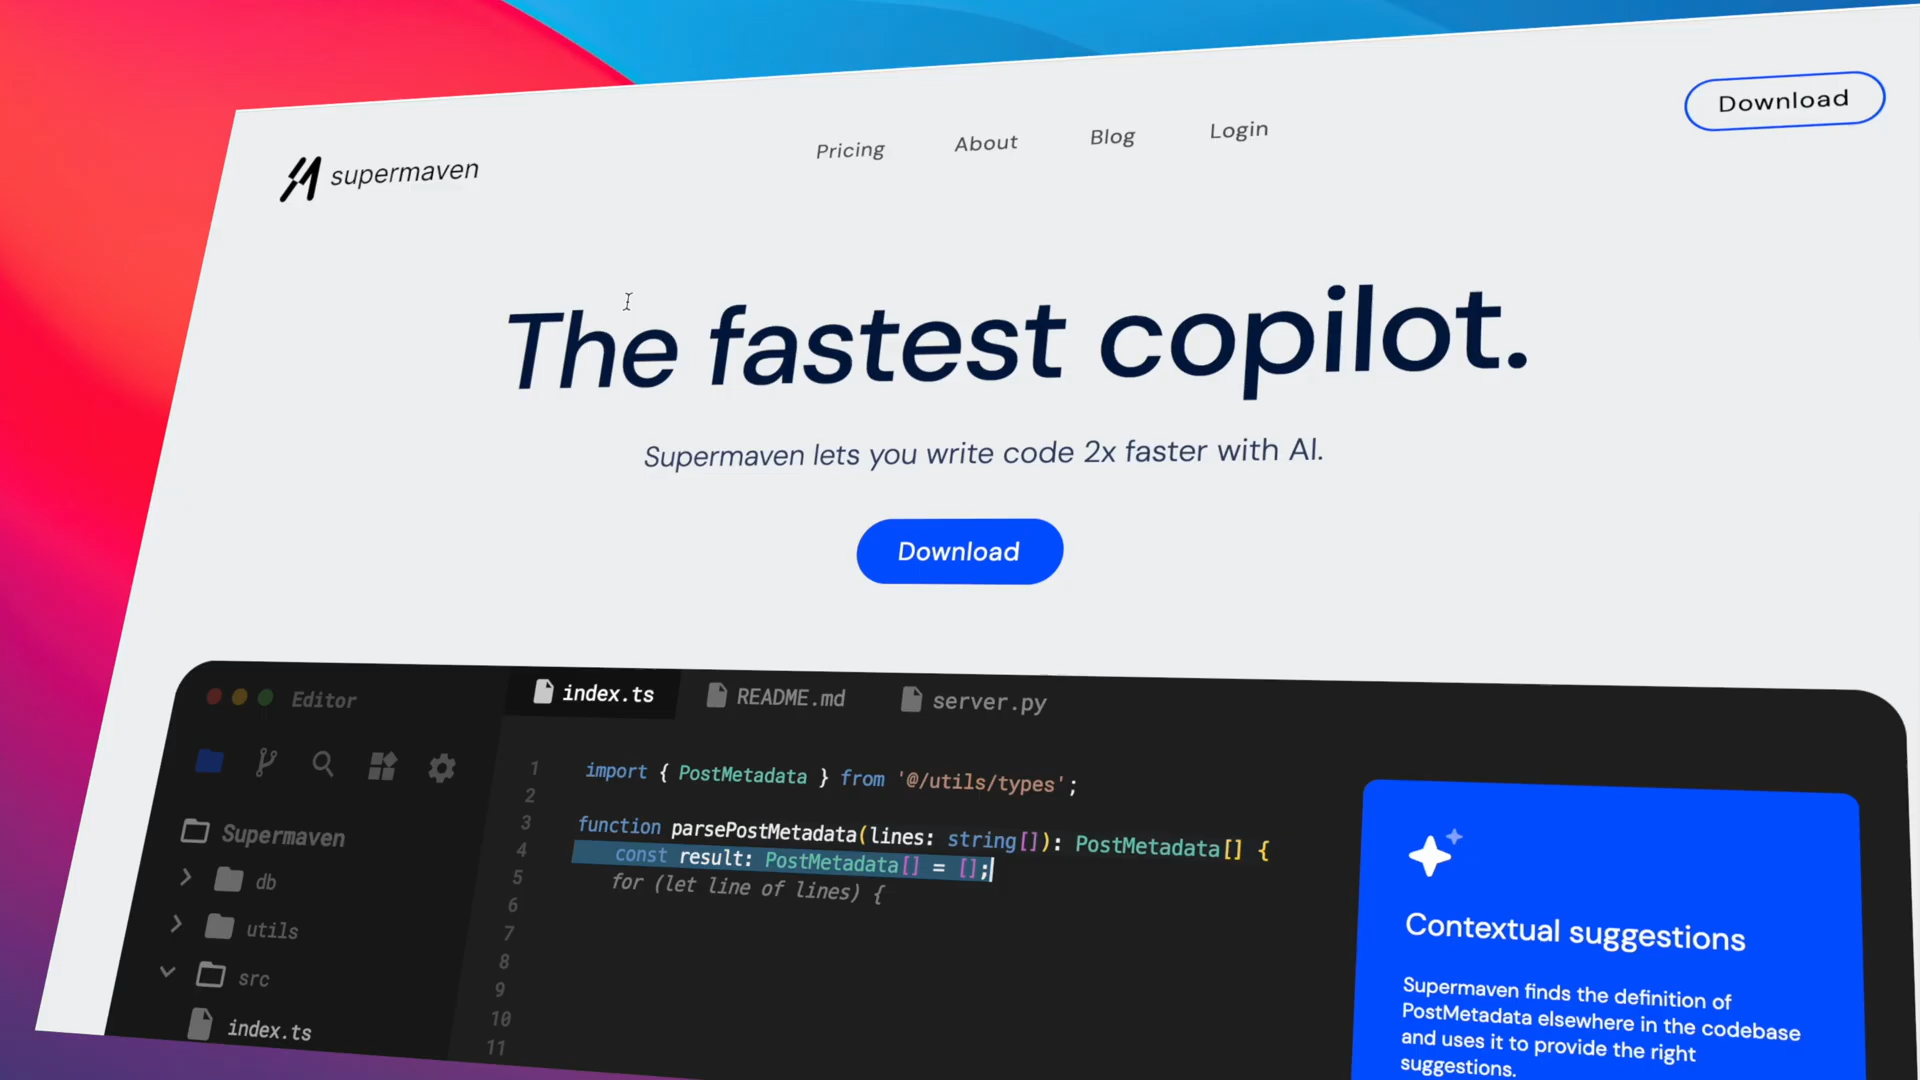 supermaven
Pricing
About
Blog
Login
Download
The fastest copilot.
Supermaven lets you write code 2x faster with AI.
Download
Editor
index.ts
README.md
server.py
Supermaven
db
utils
src
index.ts
1 import { PostMetadata } from '@/utils/types';
2
3 function parsePostMetadata(lines: string[]): PostMetadata[] {
4 const result: PostMetadata[] = [];
5 for (let line of lines) {
6
7
8
9
10
11
Contextual suggestions
Supermaven finds the definition of
PostMetadata elsewhere in the codebase
and uses it to provide the right
suggestions.